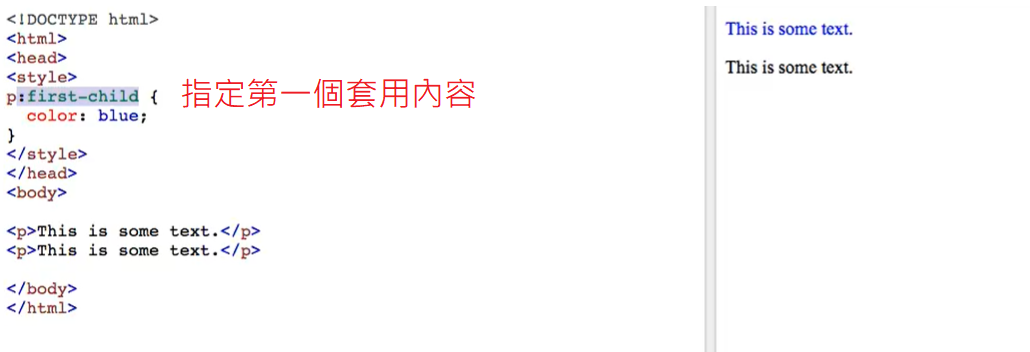 <!DOCTYPE html>
<html>
<head>
<style>
p:first-child {
指定第一個套用內容
color: blue;
}
</style>
</head>
<body>
<p>This is some text.</p>
<p>This is some text.</p>
</body>
</html>
This is some text.
This is some text.